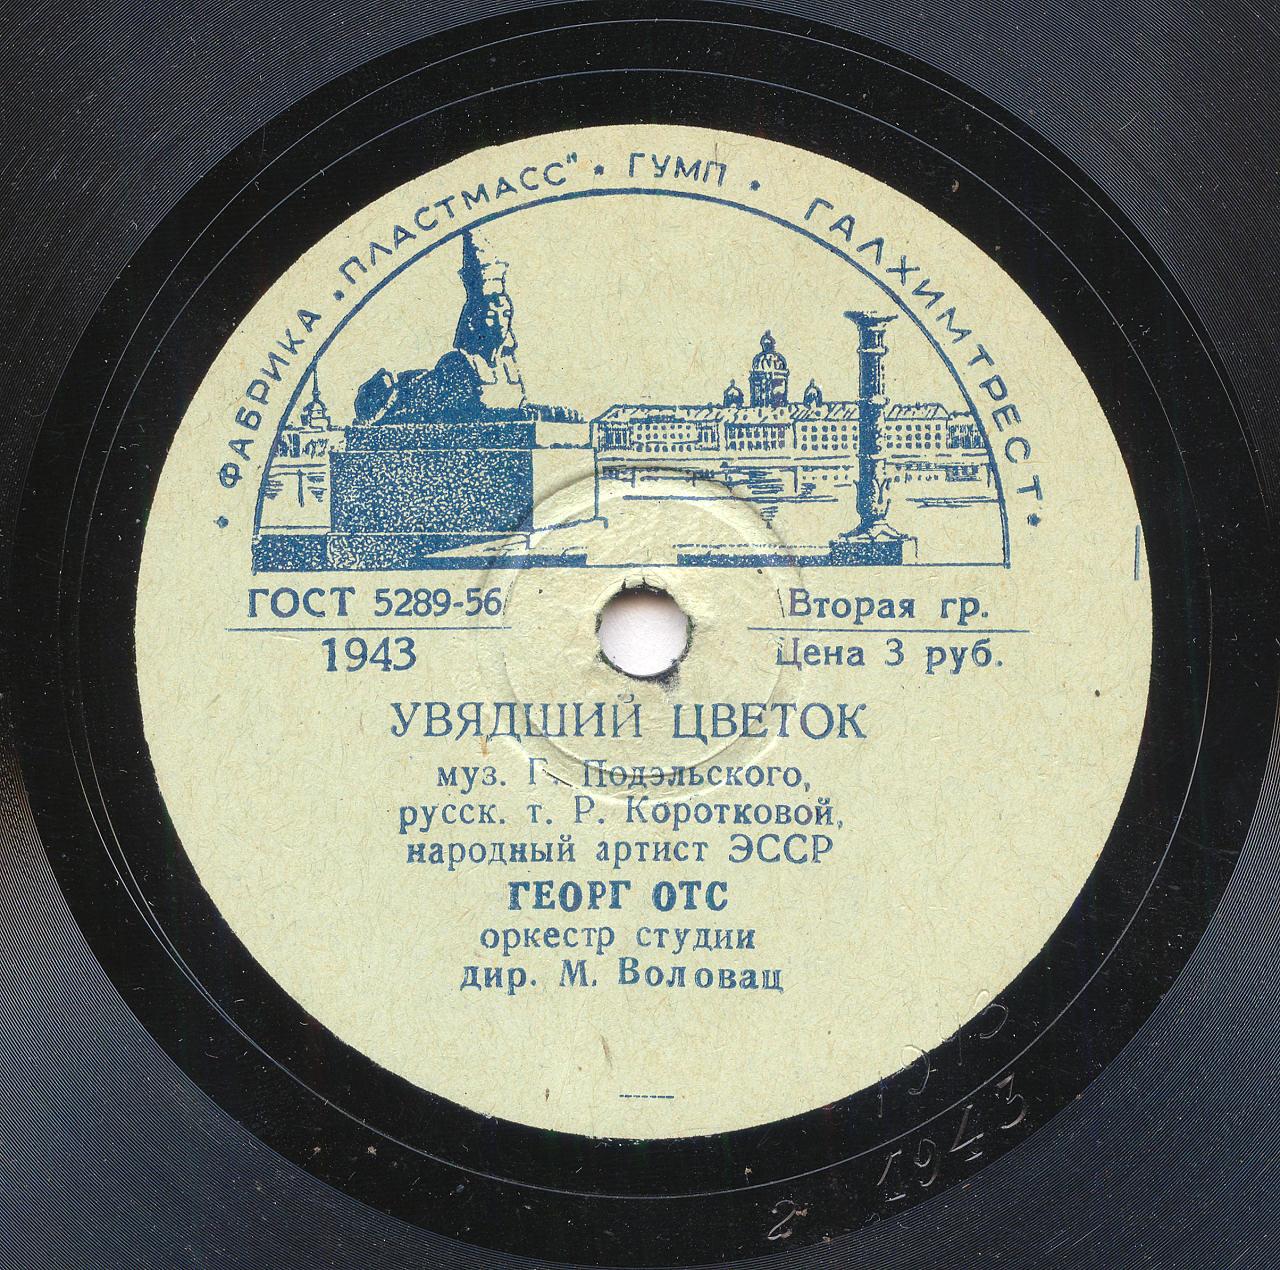 ФАБРИКА „ПЛАСТМАСС" • ГУМП • ГАЛХИМТРЕСТ
ГОСТ 5289-56
Вторая гр.
1943
Цена 3 руб.
УВЯДШИЙ ЦВЕТОК
муз. Г. Подэльского,
русск. т. Р. Коротковой,
народный артист ЭССР
ГЕОРГ ОТС
оркестр студии
дир. М. Воловац
2 1943